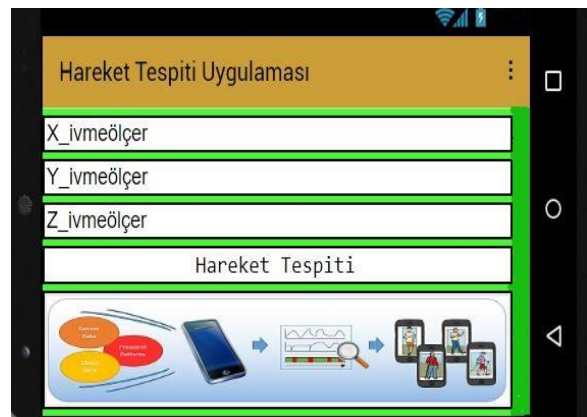 Hareket Tespiti Uygulaması
X_ivmeölçer
Y_ivmeölçer
Z_ivmeölçer
Hareket Tespiti